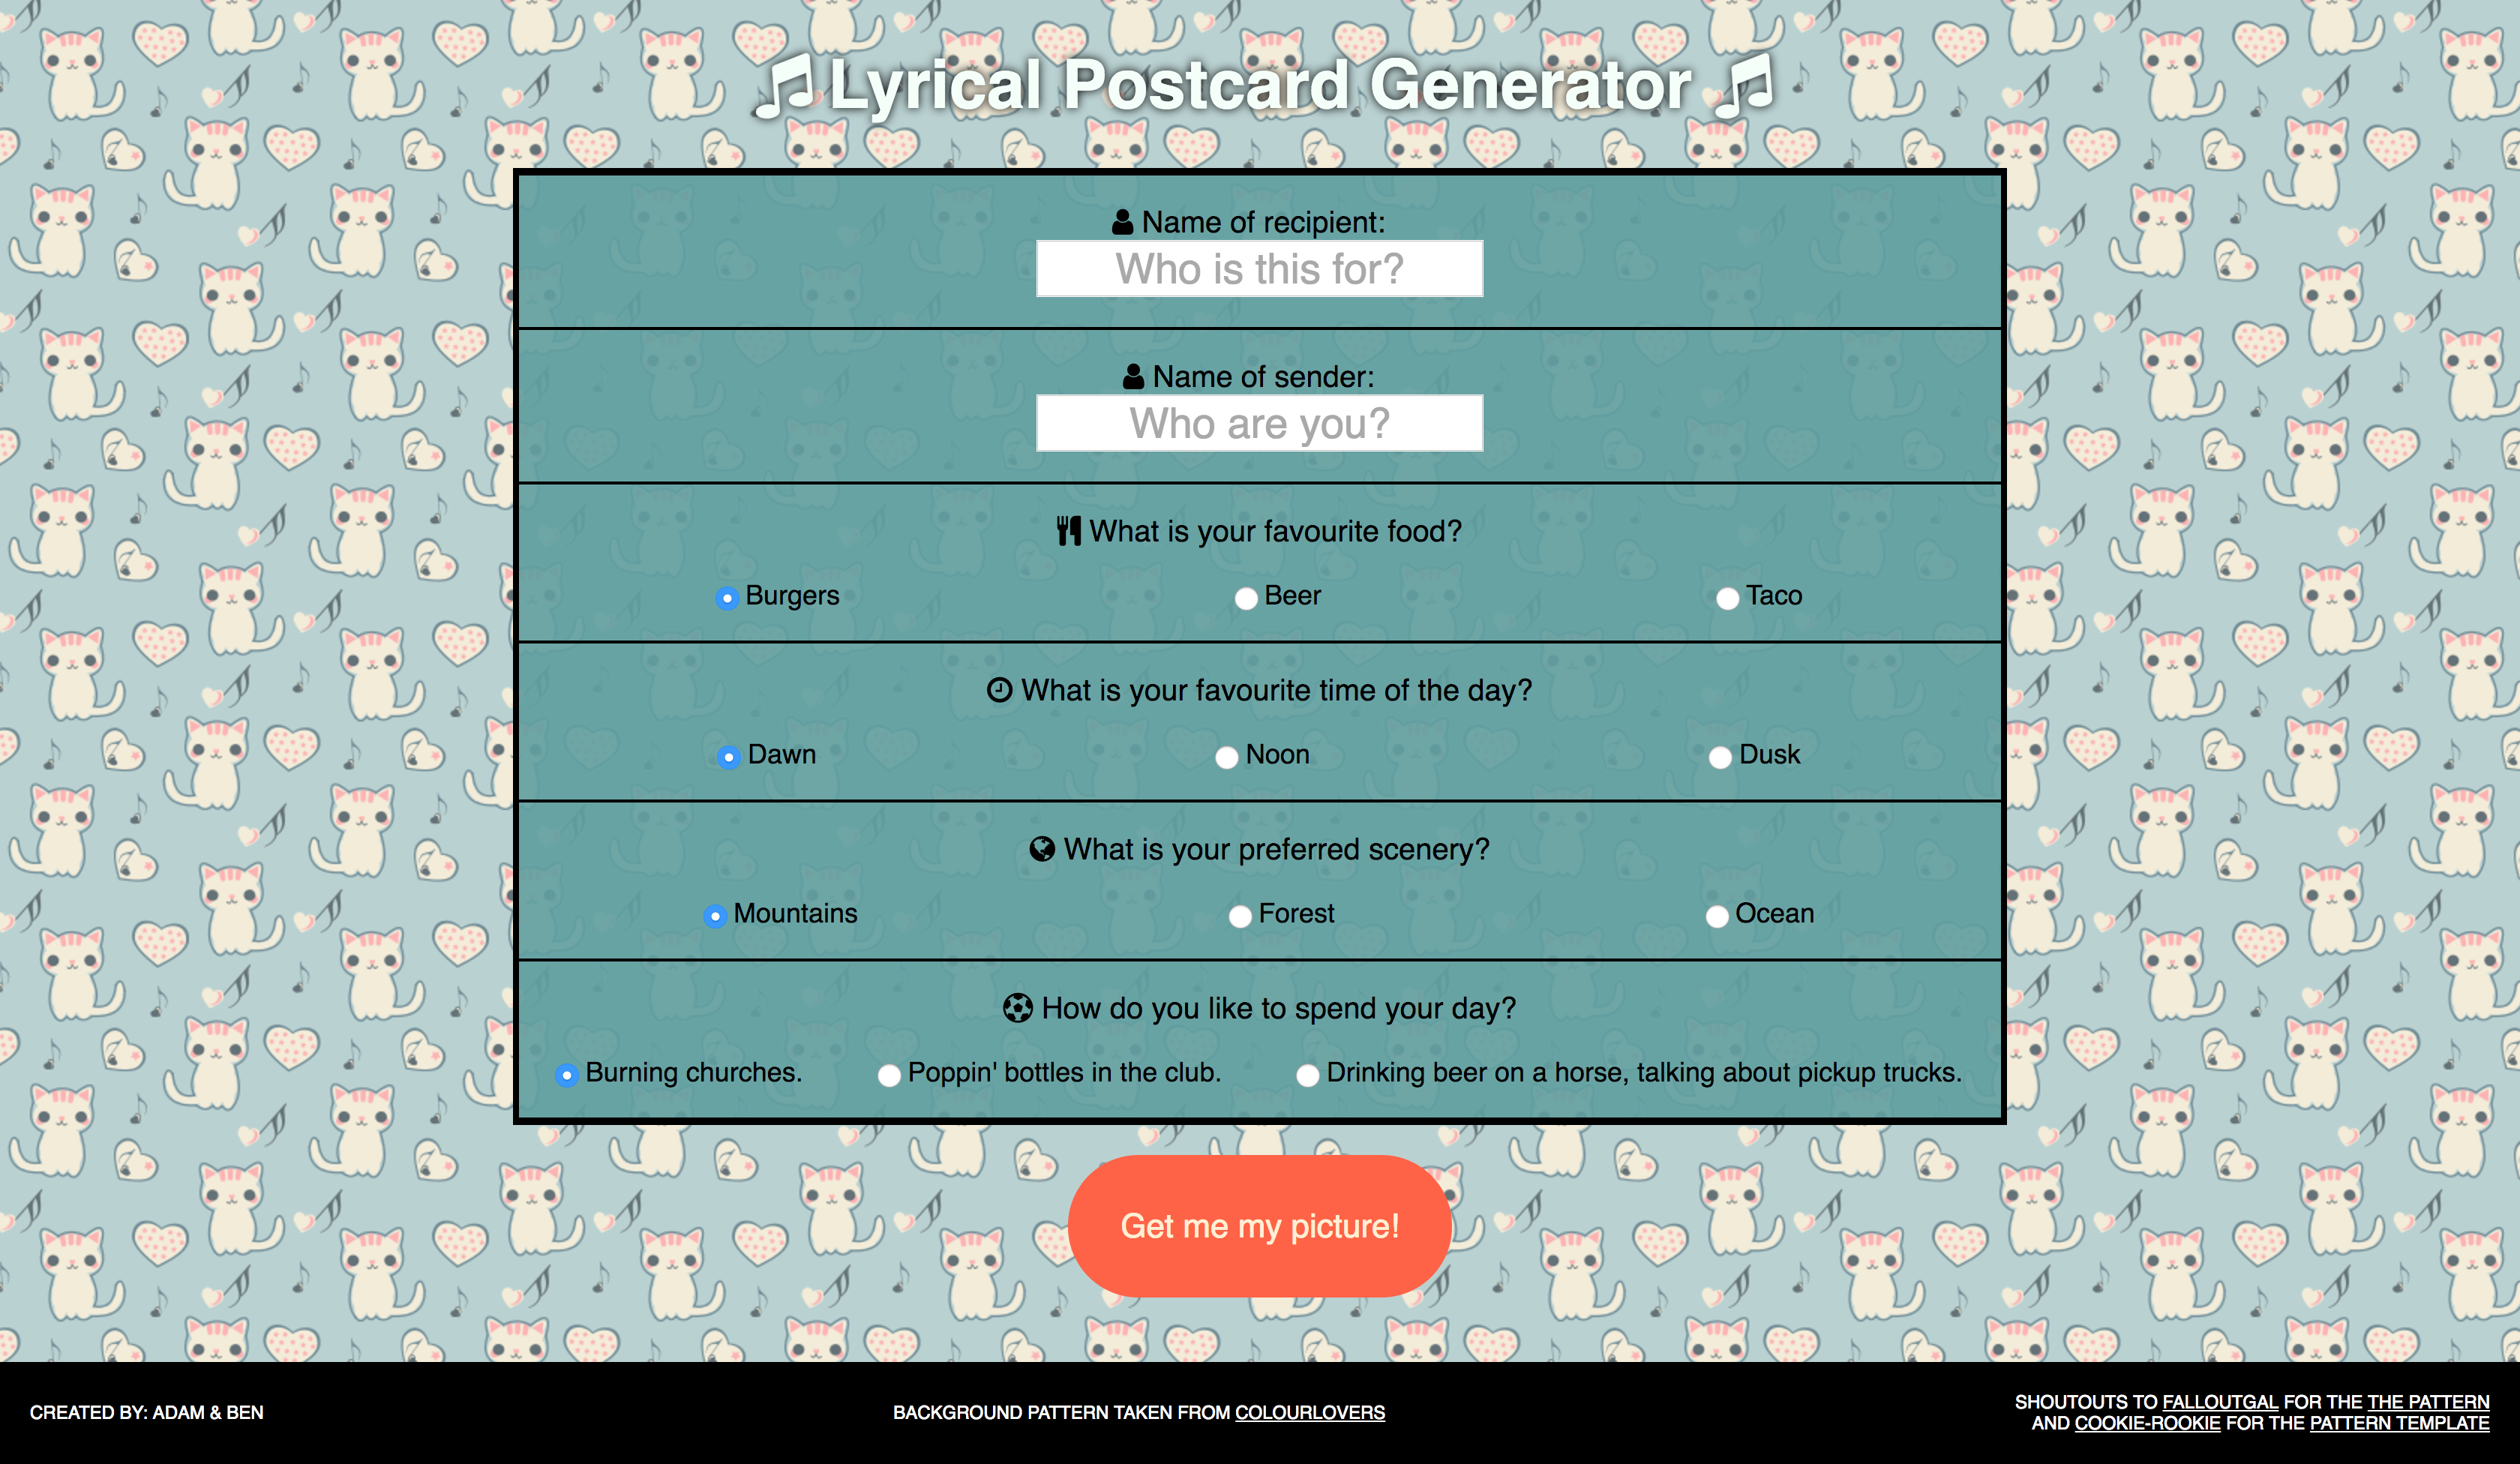 Lyrical Postcard Generator
Name of recipient:
Who is this for?
Name of sender:
Who are you?
What is your favourite food?
Burgers Beer Taco
What is your favourite time of the day?
Dawn Noon Dusk
What is your preferred scenery?
Mountains Forest Ocean
How do you like to spend your day?
Burning churches. Poppin' bottles in the club. Drinking beer on a horse, talking about pickup trucks.
Get me my picture!
CREATED BY: ADAM & BEN
BACKGROUND PATTERN TAKEN FROM COLOURLOVERS
SHOUTOUTS TO FALLOUTGAL FOR THE THE PATTERN
AND COOKIE-ROOKIE FOR THE PATTERN TEMPLATE